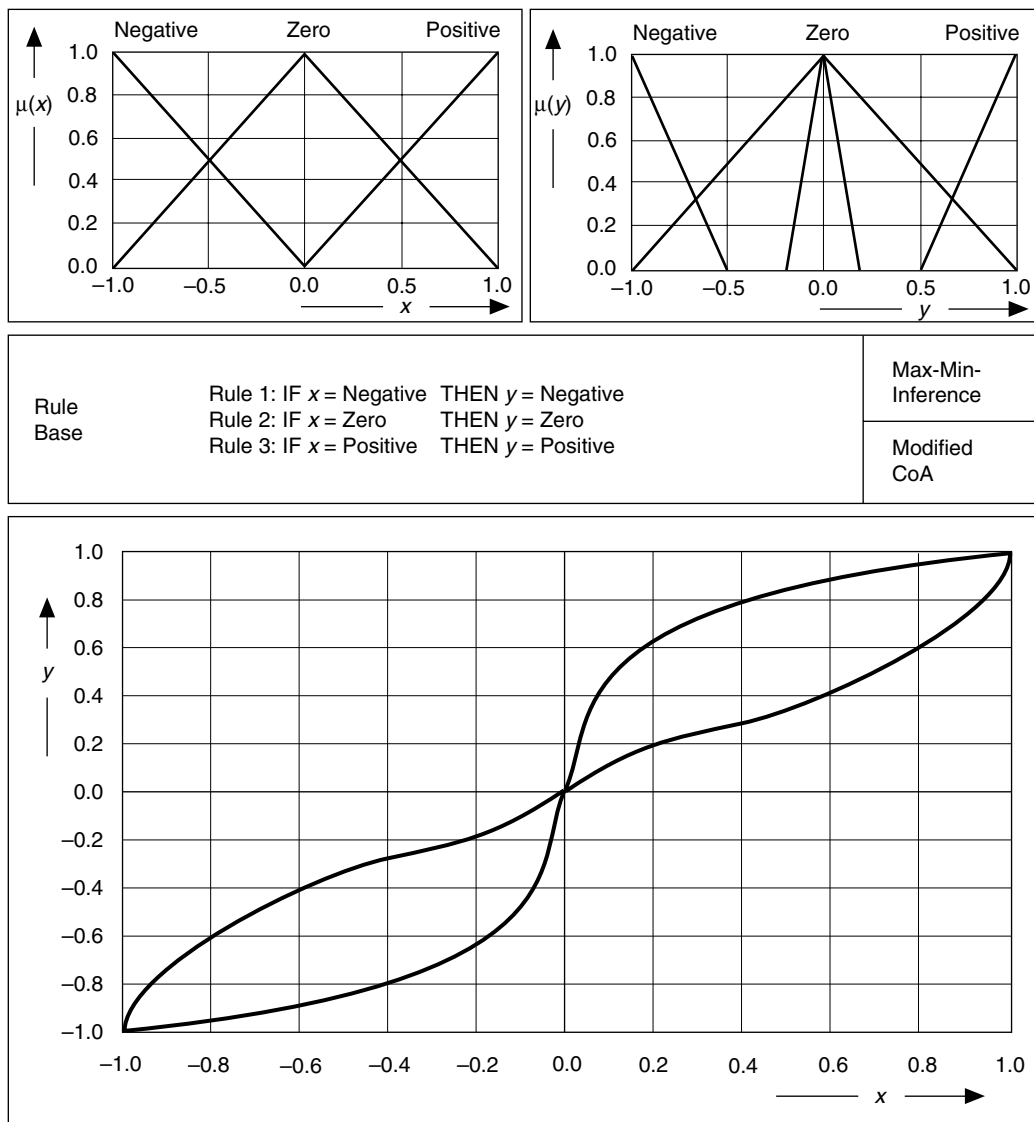 Negative Zero Positive
1.0
0.8
μ(x)
0.6
0.4
0.2
0.0
−1.0 −0.5 0.0 0.5 1.0
x
Negative Zero Positive
1.0
0.8
μ(y)
0.6
0.4
0.2
0.0
−1.0 −0.5 0.0 0.5 1.0
y
Rule
Base
Rule 1: IF x = Negative THEN y = Negative
Rule 2: IF x = Zero THEN y = Zero
Rule 3: IF x = Positive THEN y = Positive
Max-Min-
Inference
Modified
CoA
1.0
0.8
0.6
y
0.4
0.2
0.0
−0.2
−0.4
−0.6
−0.8
−1.0
−1.0 −0.8 −0.6 −0.4 −0.2 0.0 0.2 0.4 0.6 0.8 1.0
x